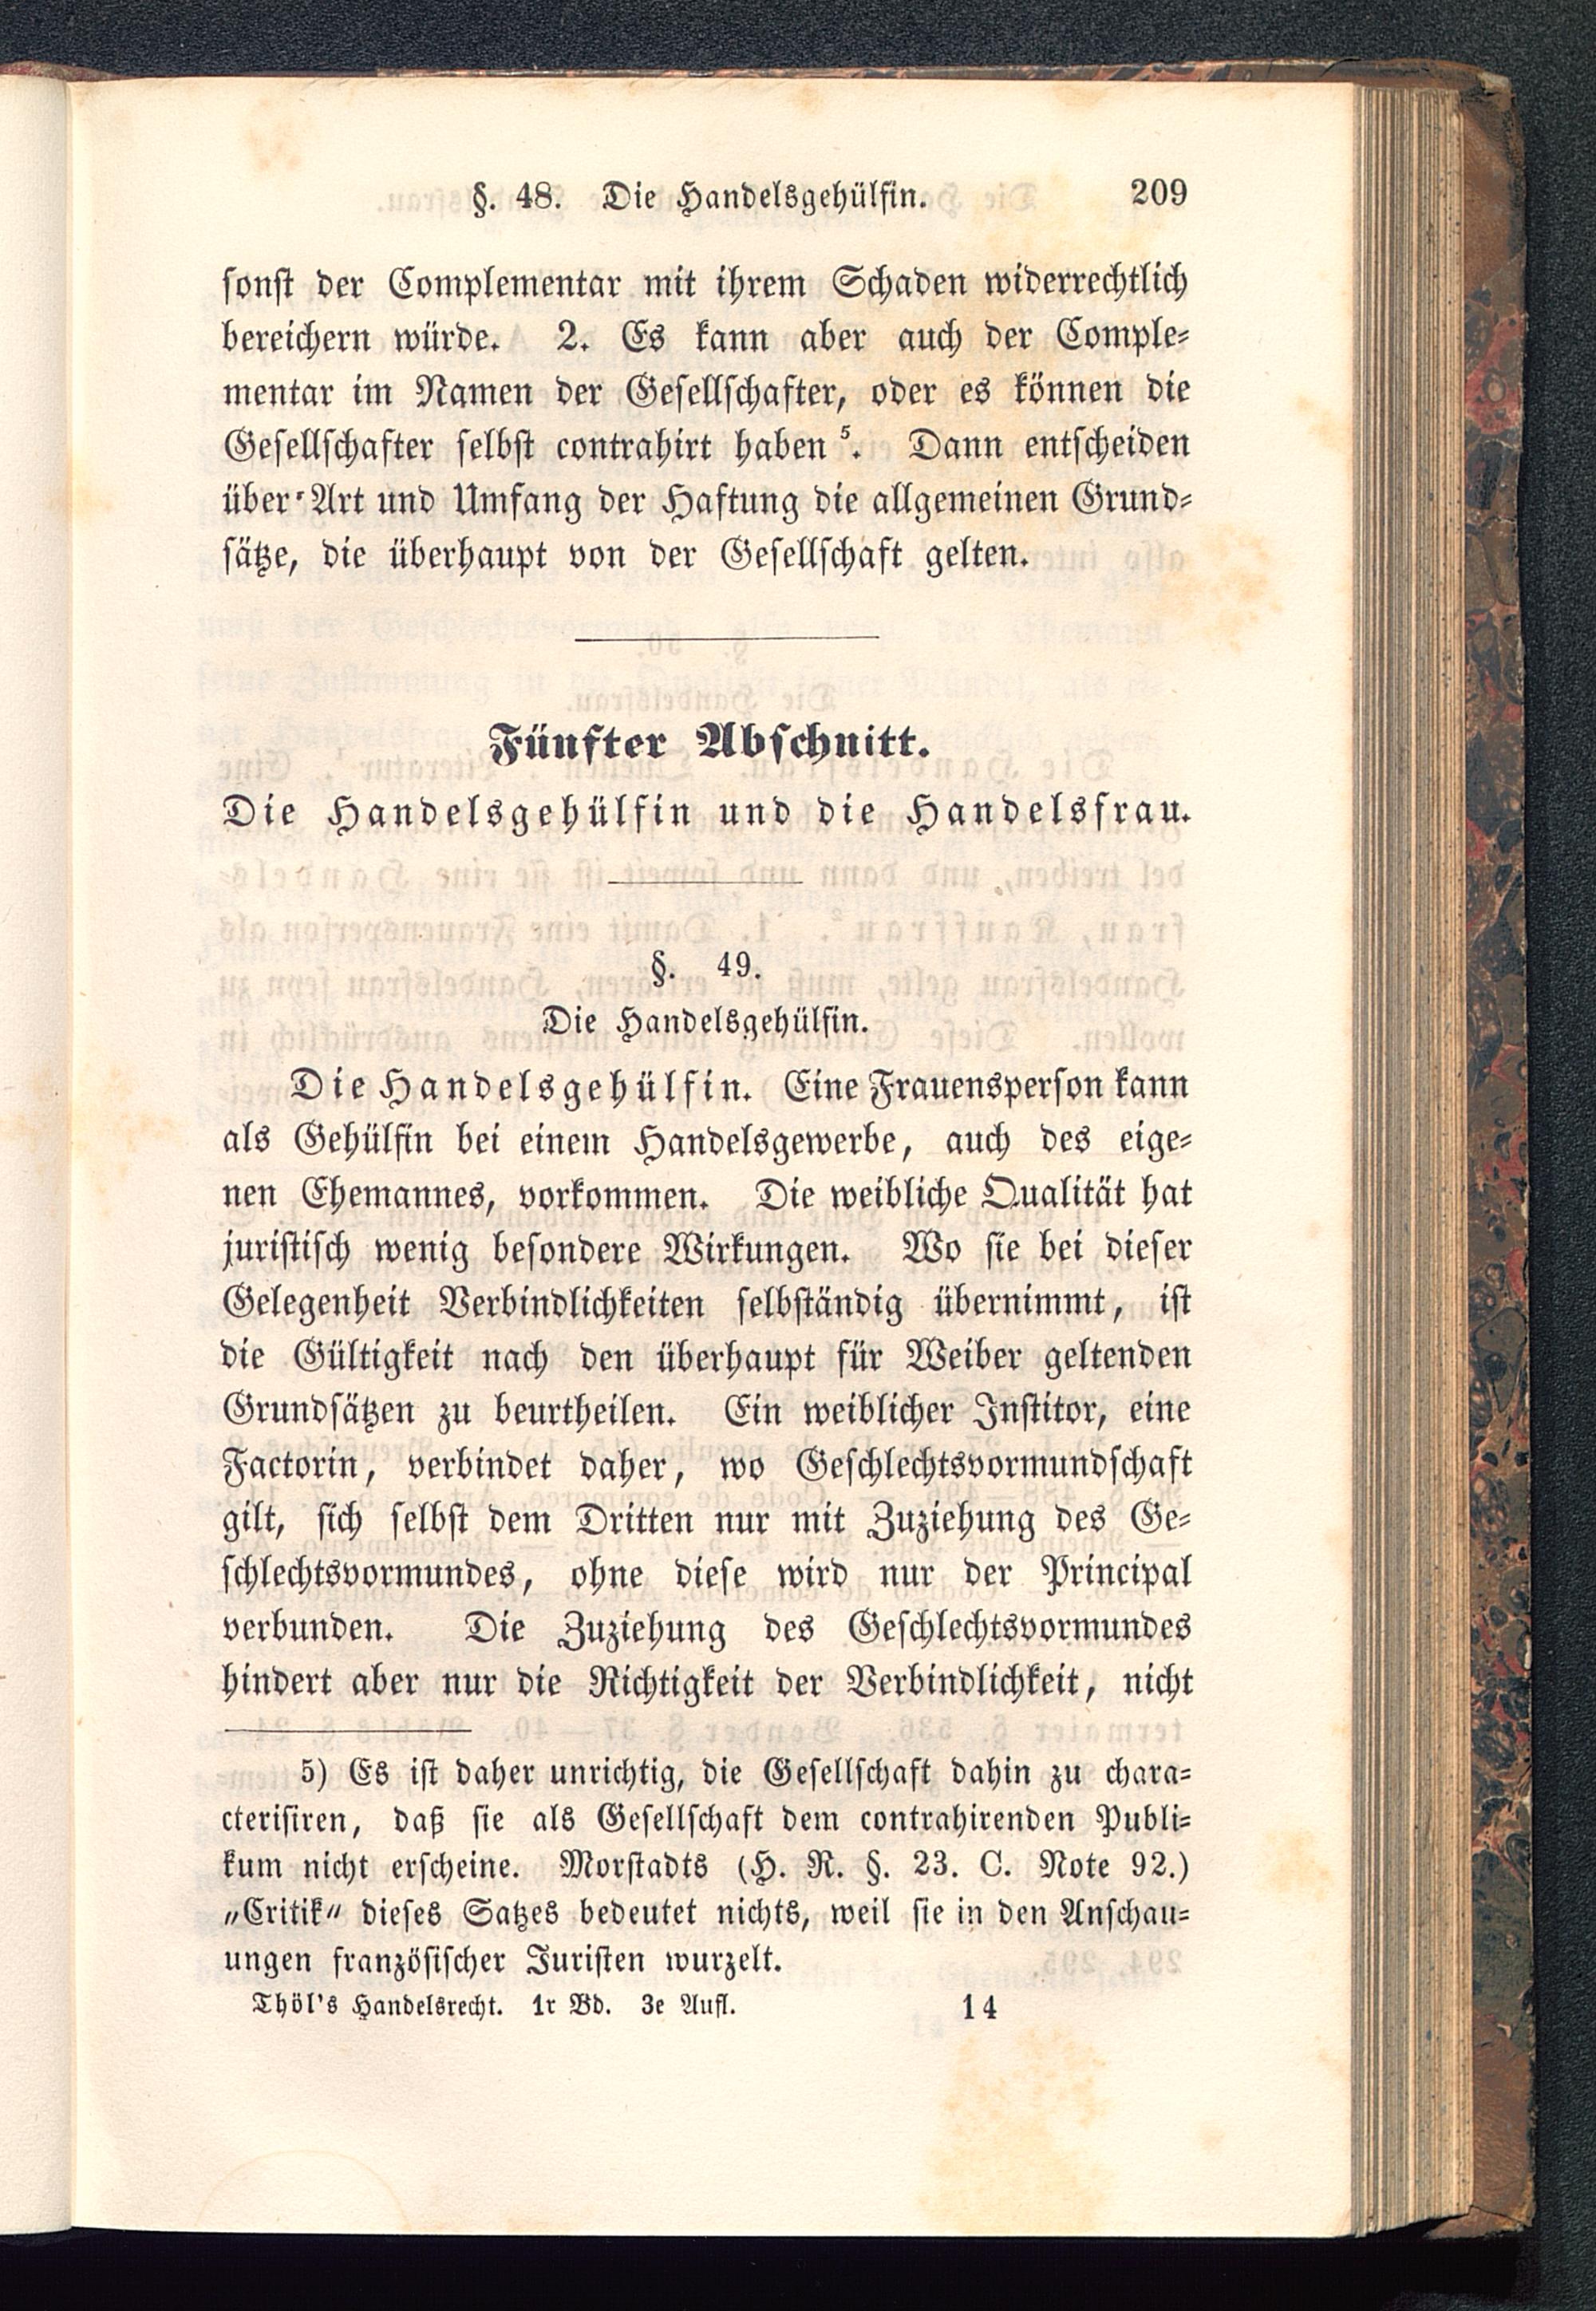 §. 48. Die Handelsgehülfin. 209
sonst der Complementar mit ihrem Schaden widerrechtlich
bereichern würde. 2. Es kann aber auch der Comple-
mentar im Namen der Gesellschafter, oder es können die
Gesellschafter selbst contrahirt haben ⁵. Dann entscheiden
über Art und Umfang der Haftung die allgemeinen Grund-
sätze, die überhaupt von der Gesellschaft gelten.
Fünfter Abschnitt.
Die Handelsgehülfin und die Handelsfrau.
§. 49.
Die Handelsgehülfin.
Die Handelsgehülfin. Eine Frauensperson kann
als Gehülfin bei einem Handelsgewerbe, auch des eige-
nen Ehemannes, vorkommen. Die weibliche Qualität hat
juristisch wenig besondere Wirkungen. Wo sie bei dieser
Gelegenheit Verbindlichkeiten selbständig übernimmt, ist
die Gültigkeit nach den überhaupt für Weiber geltenden
Grundsätzen zu beurtheilen. Ein weiblicher Institor, eine
Factorin, verbindet daher, wo Geschlechtsvormundschaft
gilt, sich selbst dem Dritten nur mit Zuziehung des Ge-
schlechtsvormundes, ohne diese wird nur der Principal
verbunden. Die Zuziehung des Geschlechtsvormundes
hindert aber nur die Richtigkeit der Verbindlichkeit, nicht
5) Es ist daher unrichtig, die Gesellschaft dahin zu chara-
cterisiren, daß sie als Gesellschaft dem contrahirenden Publi-
kum nicht erscheine. Morstadts (H. R. §. 23. C. Note 92.)
„Critik“ dieses Satzes bedeutet nichts, weil sie in den Anschau-
ungen französischer Juristen wurzelt.
Thöl's Handelsrecht. 1r Bd. 3e Aufl. 14